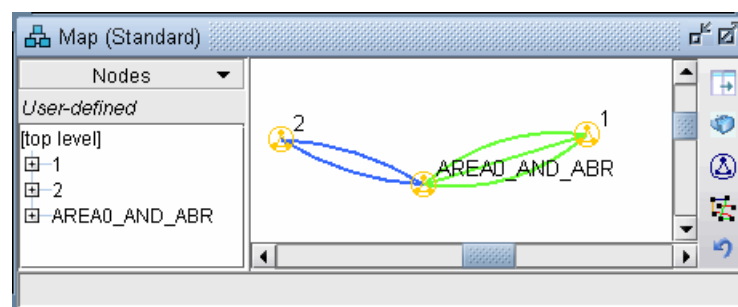 Map (Standard)
Nodes
User-defined
[top level]
1
2
AREA0_AND_ABR
2
1
AREA0_AND_ABR